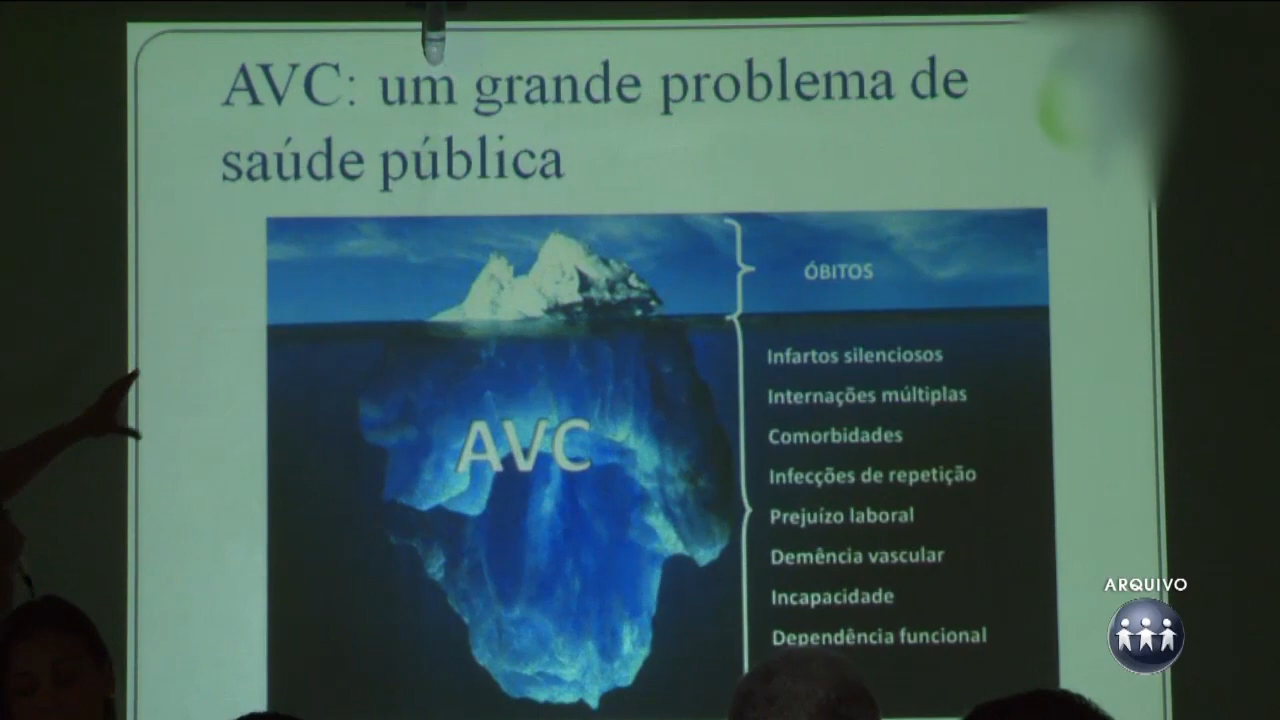 AVC: um grande problema de
saúde pública
ÓBITOS
Infartos silenciosos
Internações múltiplas
AVC
Comorbidades
Infecções de repetição
Prejuízo laboral
Demência vascular
Incapacidade
Dependência funcional
ARQUIVO